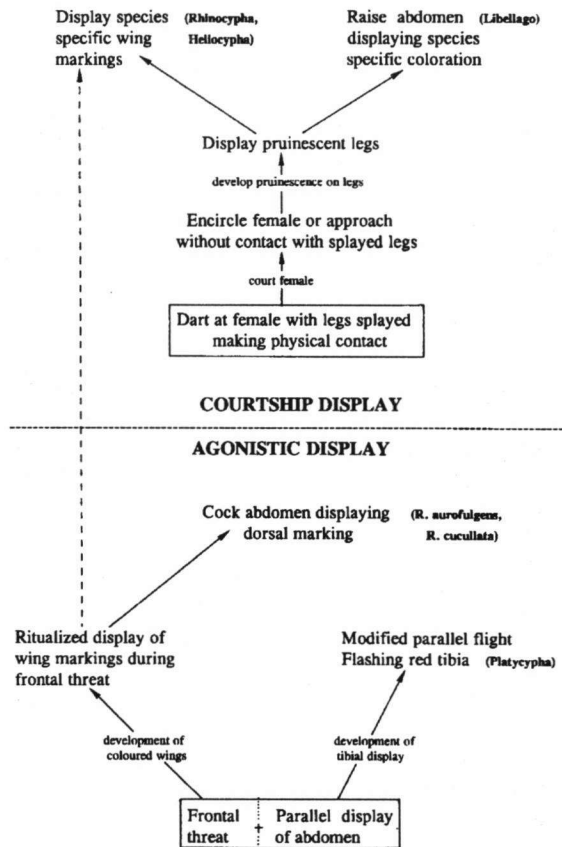 Display species (Rhinocypha,
specific wing Heliocypha)
markings
Raise abdomen (Libellago)
displaying species
specific coloration
Display pruinescent legs
develop pruinescence on legs
Encircle female or approach
without contact with splayed legs
court female
Dart at female with legs splayed
making physical contact
COURTSHIP DISPLAY
AGONISTIC DISPLAY
Cock abdomen displaying (R. aurofulgens,
dorsal marking R. cucullata)
Ritualized display of
wing markings during
frontal threat
Modified parallel flight
Flashing red tibia (Platycypha)
development of
coloured wings
development of
tibial display
Frontal
threat
+
Parallel display
of abdomen